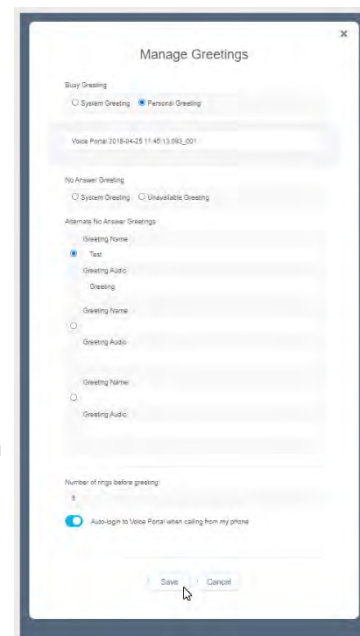 Manage Greetings
Busy Greeting
System Greeting Personal Greeting
Voice Portal 2018-04-25 11:45:13.893_001
No Answer Greeting
System Greeting Unavailable Greeting
Alternate No Answer Greetings
Greeting Name
Test
Greeting Audio
Greeting
Greeting Name
Greeting Audio
Greeting Name
Greeting Audio
Number of rings before greeting:
Auto-login to Voice Portal when calling from my phone
Save Cancel